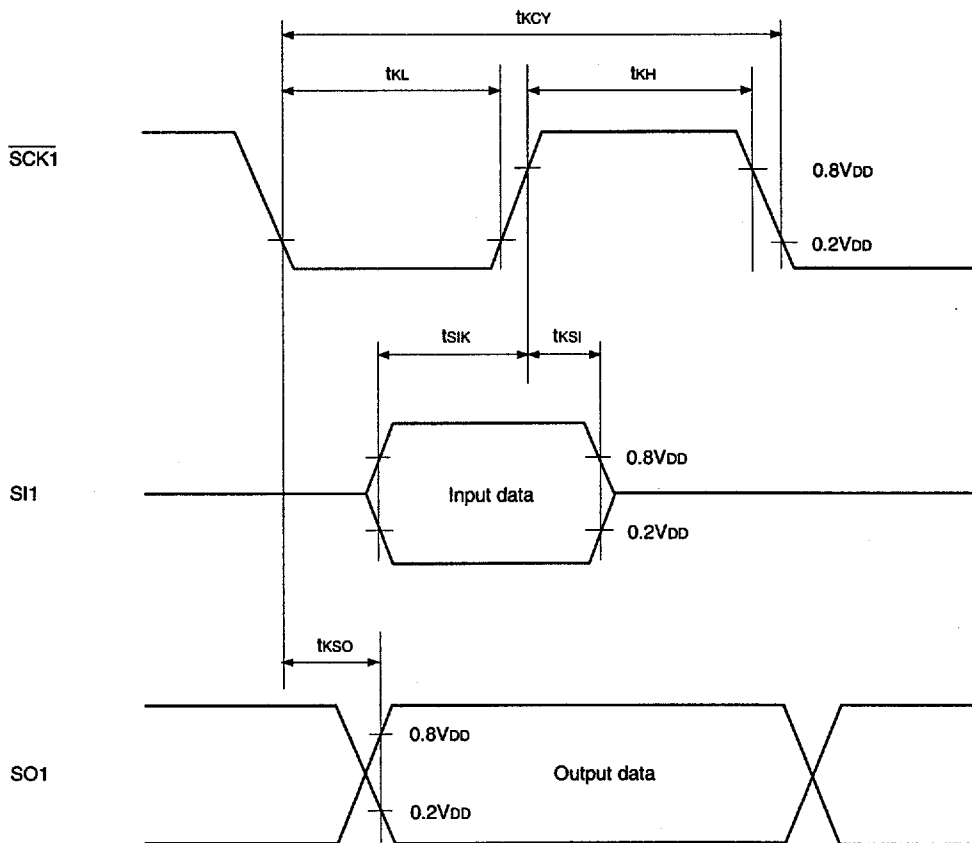 tKCY
tKL
tKH
SCK1
0.8VDD
0.2VDD
tSIK
tKSI
SI1
Input data
0.8VDD
0.2VDD
tKSO
SO1
0.8VDD
Output data
0.2VDD